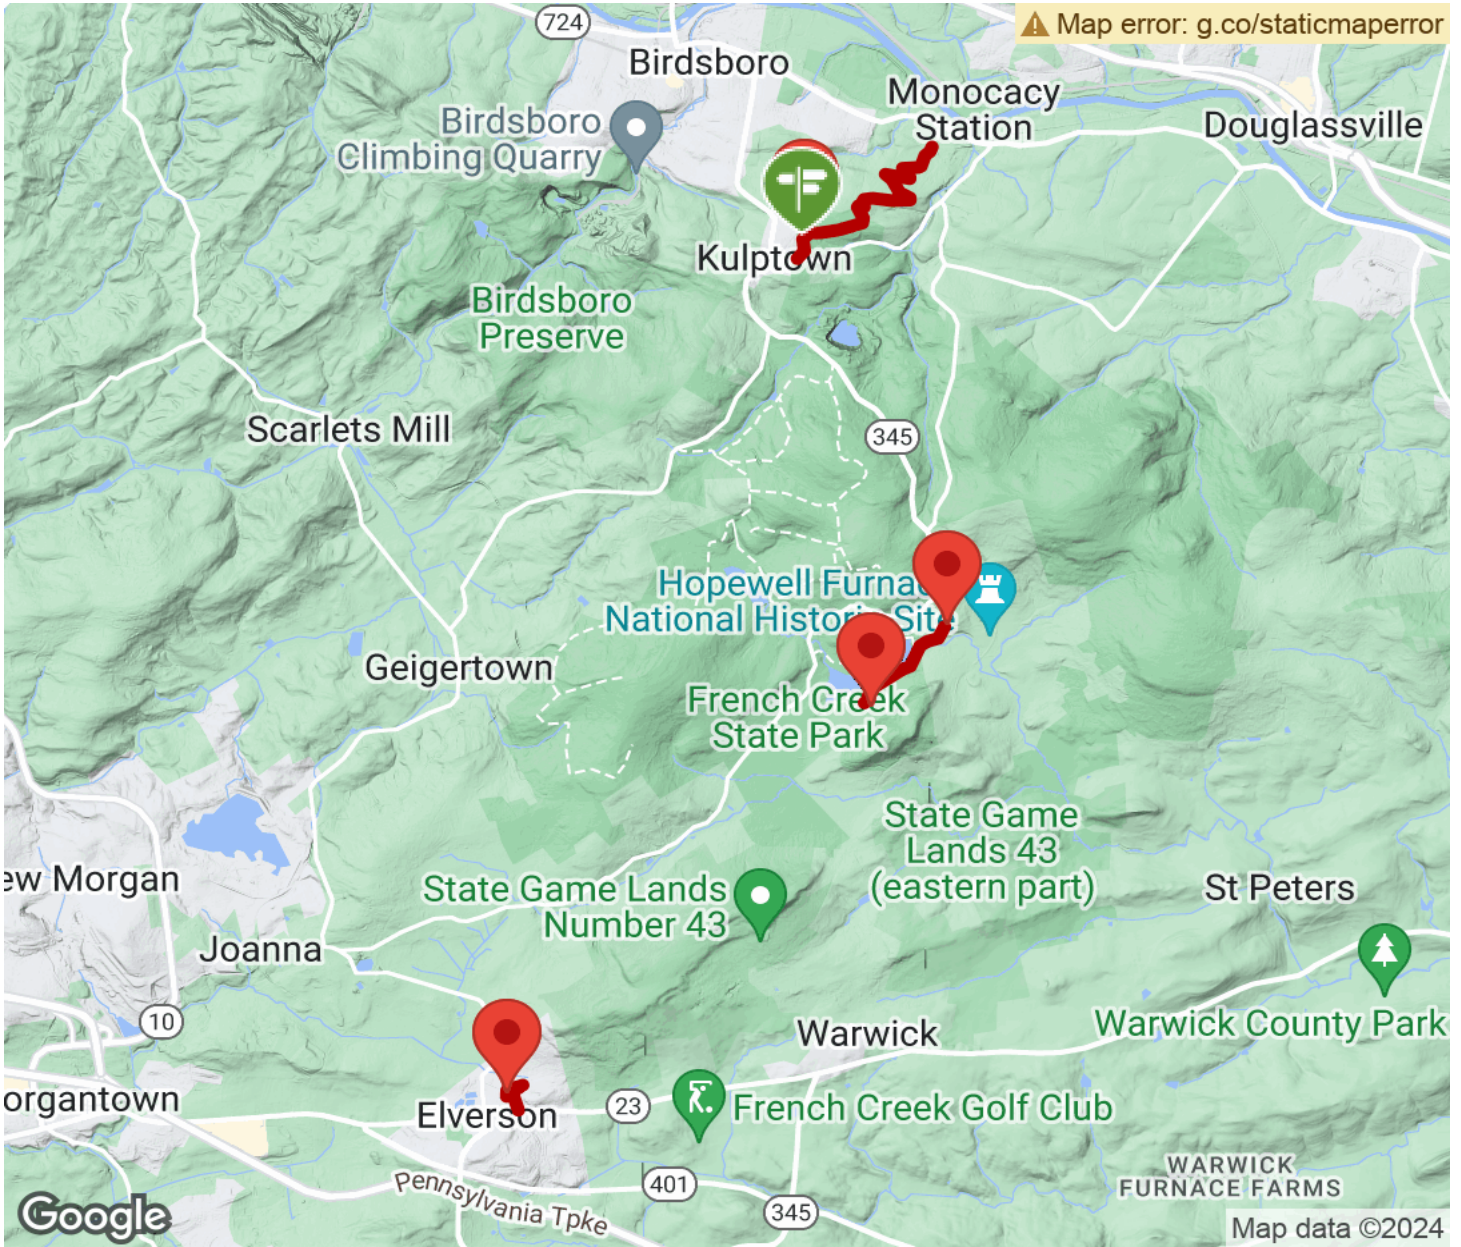 724
Map error: g.co/staticmaperror
Birdsboro
Monocacy
Station
Birdsboro
Climbing Quarry
Douglassville
Kulptown
Birdsboro
Preserve
Scarlets Mill
345
Hopewell Furnac
National Historic Site
Geigertown
French Creek
State Park
State Game
Lands 43
(eastern part)
ew Morgan
State Game Lands
Number 43
St Peters
Joanna
10
Warwick
Warwick County Park
organtown
Elverson
23
French Creek Golf Club
Pennsylvania Tpke
401
WARWICK
FURNACE FARMS
345
Google
Map data ©2024